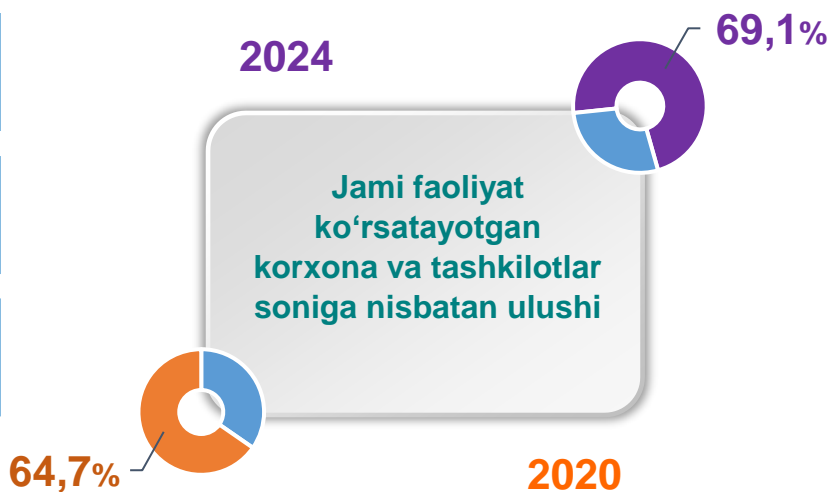 2024
69,1%
Jami faoliyat
ko‘rsatayotgan
korxona va tashkilotlar
soniga nisbatan ulushi
64,7%
2020